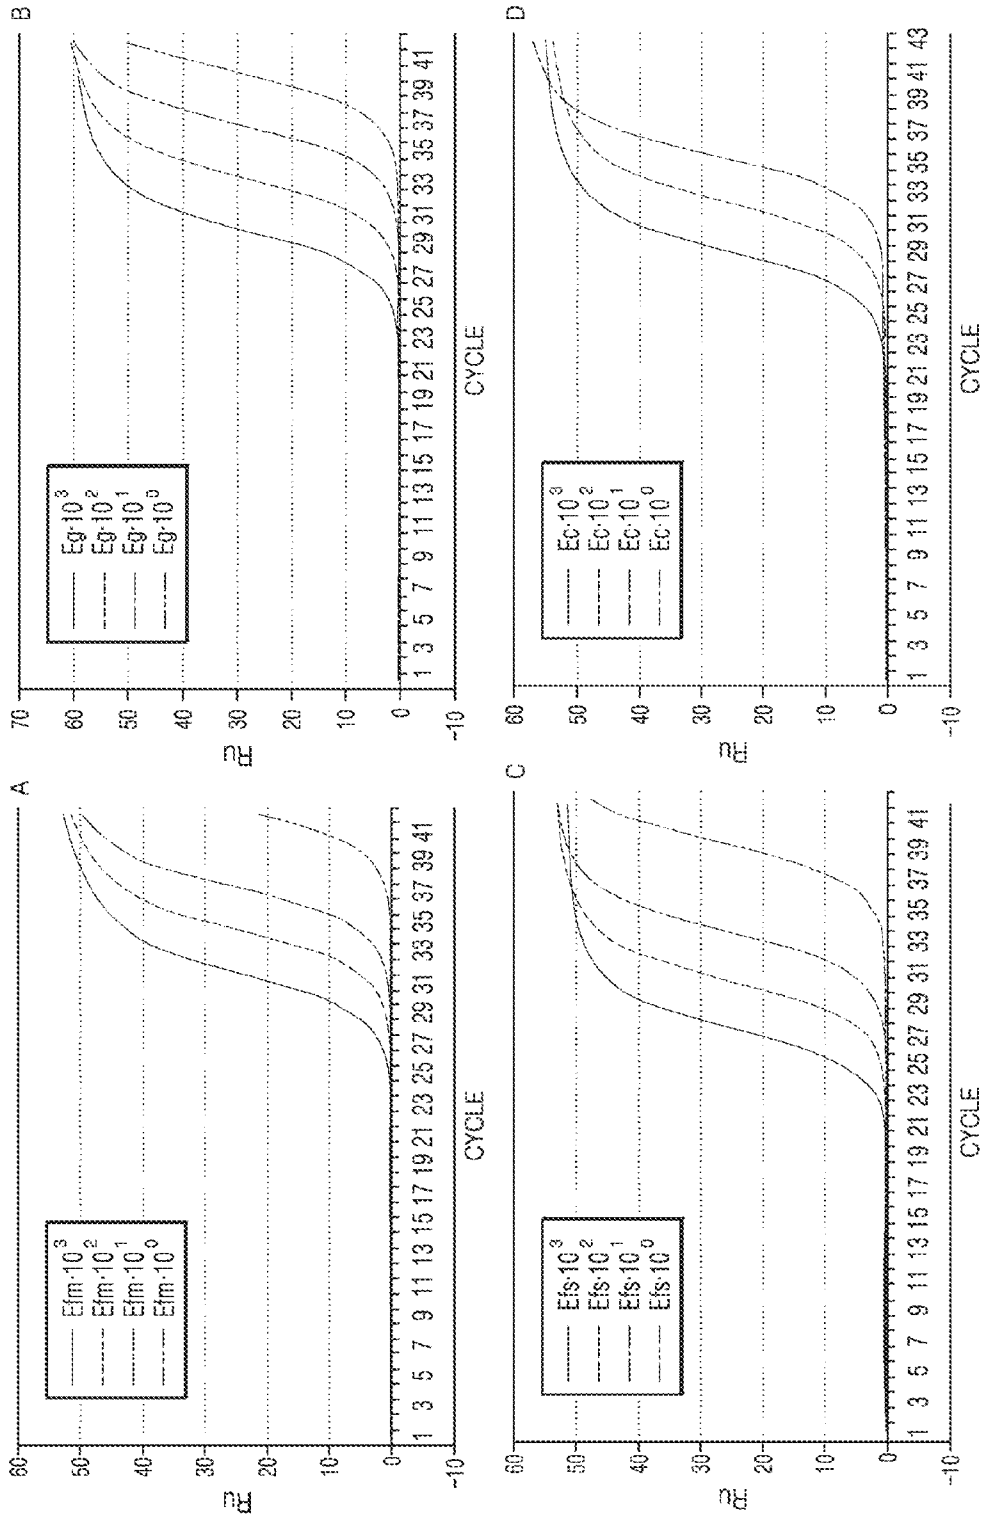 A
Ru
60
50
40
30
20
10
0
-10
Efm·10³
Efm·10²
Efm·10¹
Efm·10⁰
1 3 5 7 9 11 13 15 17 19 21 23 25 27 29 31 33 35 37 39 41
CYCLE
B
Ru
70
60
50
40
30
20
10
0
-10
Eg·10³
Eg·10²
Eg·10¹
Eg·10⁰
1 3 5 7 9 11 13 15 17 19 21 23 25 27 29 31 33 35 37 39 41
CYCLE
C
Ru
60
50
40
30
20
10
0
-10
Efs·10³
Efs·10²
Efs·10¹
Efs·10⁰
1 3 5 7 9 11 13 15 17 19 21 23 25 27 29 31 33 35 37 39 41
CYCLE
D
Ru
60
50
40
30
20
10
0
-10
Ec·10³
Ec·10²
Ec·10¹
Ec·10⁰
1 3 5 7 9 11 13 15 17 19 21 23 25 27 29 31 33 35 37 39 41 43
CYCLE